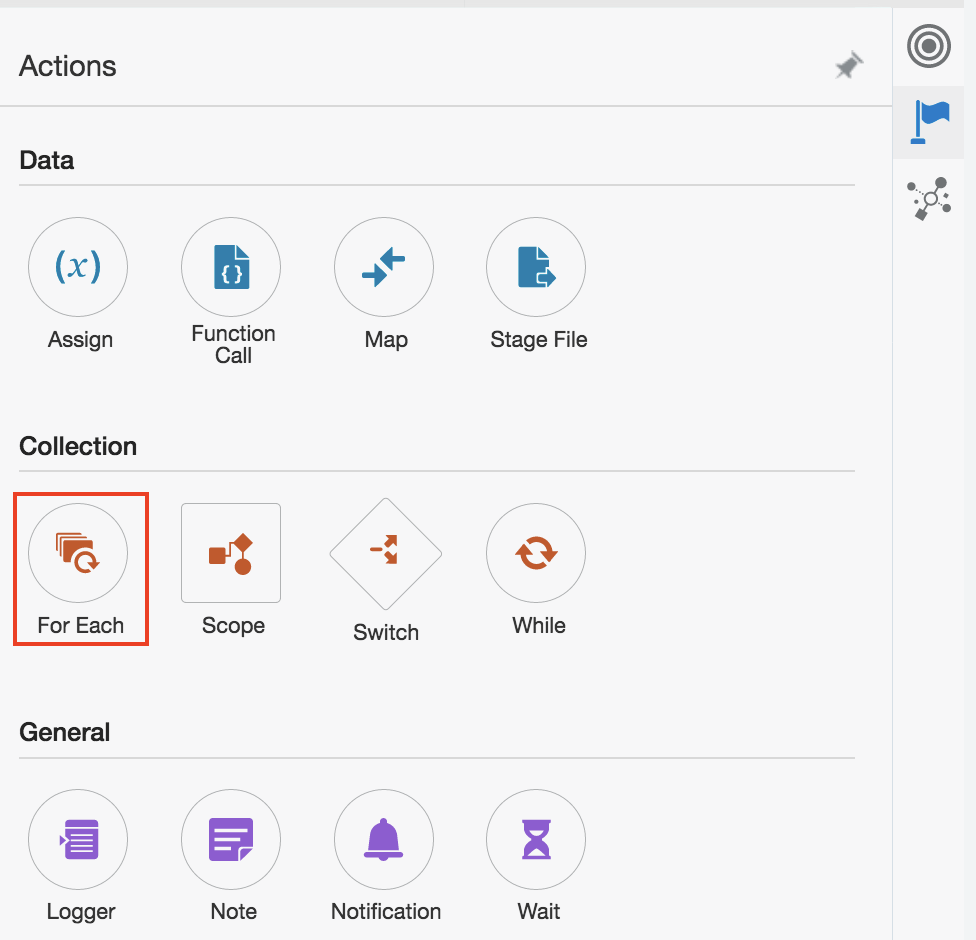 Actions
Data
(x)
{ }
Assign
Function
Call
Map
Stage File
Collection
For Each
Scope
Switch
While
General
Logger
Note
Notification
Wait